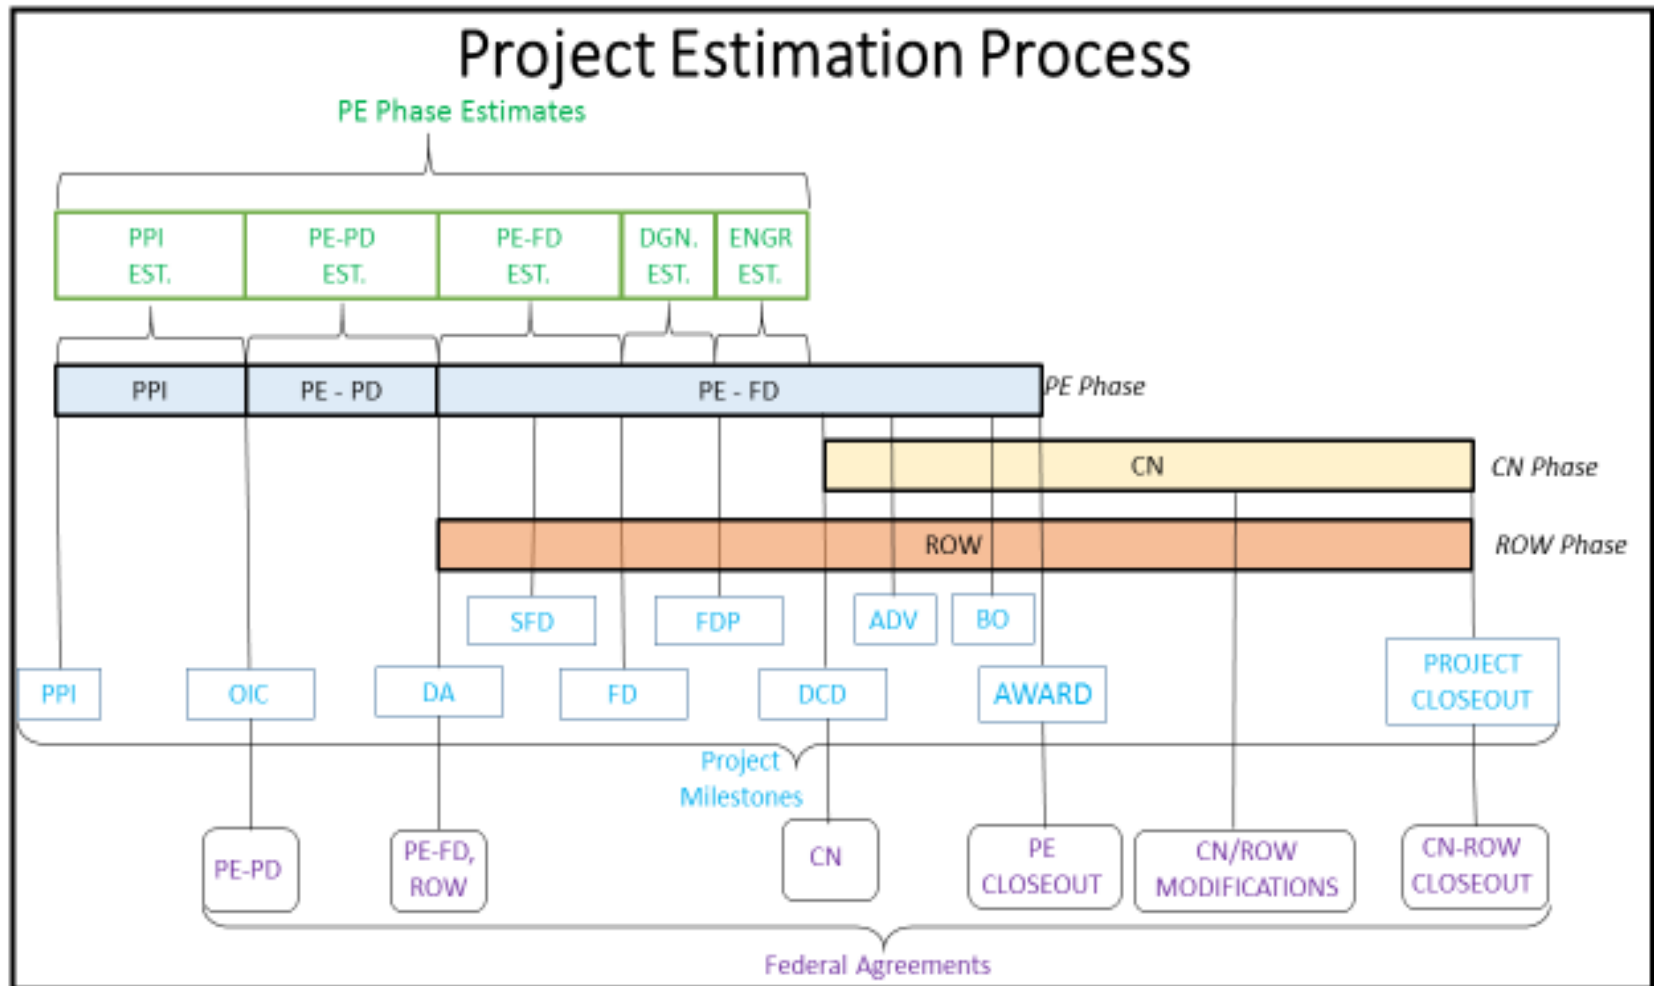 Project Estimation Process
PE Phase Estimates
PPI
EST.
PE-PD
EST.
PE-FD
EST.
DGN.
EST.
ENGR
EST.
PPI
PE - PD
PE - FD
PE Phase
CN
CN Phase
ROW
ROW Phase
SFD
FDP
ADV
BO
PPI
OIC
DA
FD
DCD
AWARD
PROJECT
CLOSEOUT
Project
Milestones
PE-PD
PE-FD,
ROW
CN
PE
CLOSEOUT
CN/ROW
MODIFICATIONS
CN-ROW
CLOSEOUT
Federal Agreements